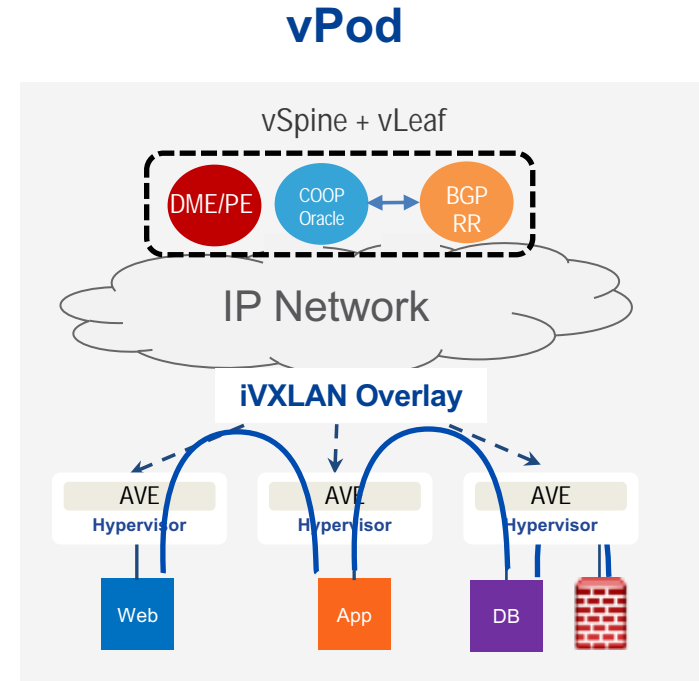 vPod
vSpine + vLeaf
DME/PE
COOP
Oracle
BGP
RR
IP Network
iVXLAN Overlay
AVE
Hypervisor
AVE
Hypervisor
AVE
Hypervisor
Web
App
DB